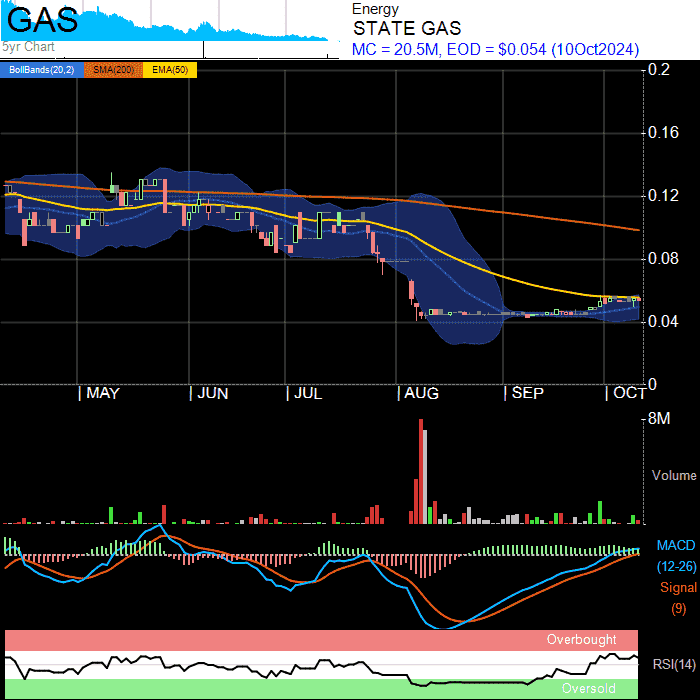 GAS
Energy
STATE GAS
5yr Chart
MC = 20.5M, EOD = $0.054 (10Oct2024)
BollBands(20,2) SMA(200) EMA(50)
0.2
0.16
0.12
0.08
0.04
0
| MAY | JUN | JUL | AUG | SEP | OCT
8M
Volume
MACD
(12-26)
Signal
(9)
Overbought
RSI(14)
Oversold